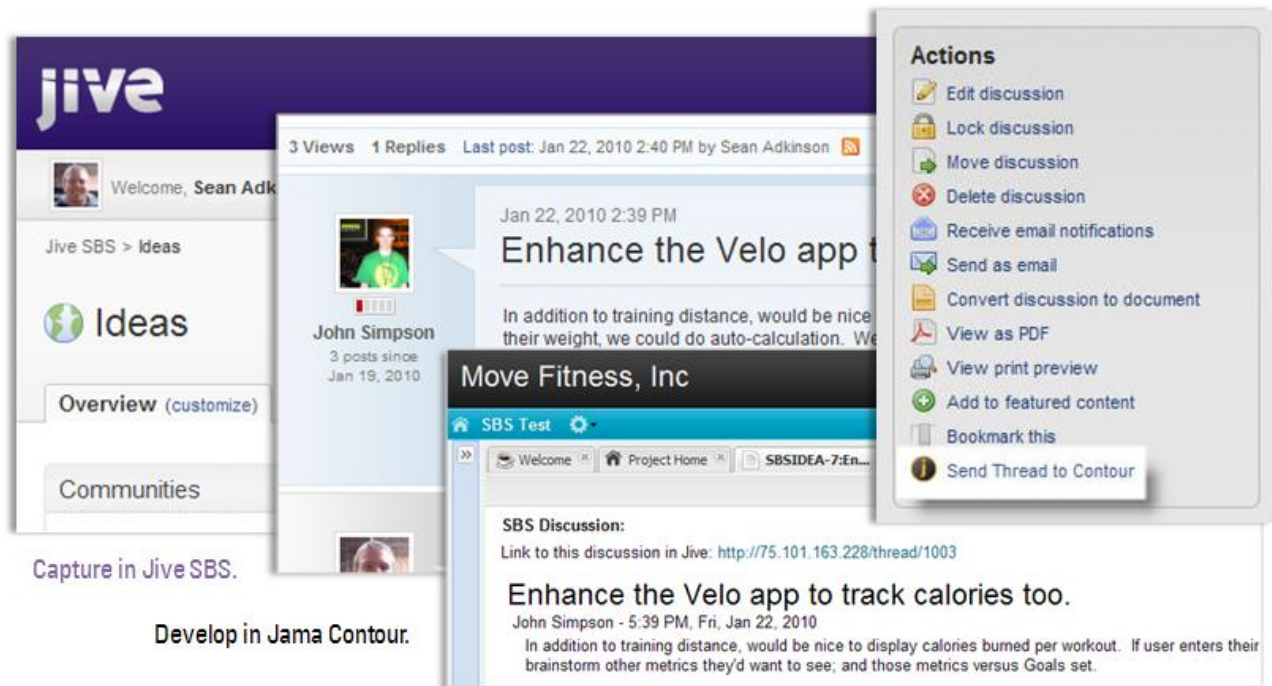 jive
Welcome, Sean Adk
Jive SBS > Ideas
Ideas
Overview (customize)
Communities
Capture in Jive SBS.
Develop in Jama Contour.
3 Views 1 Replies Last post: Jan 22, 2010 2:40 PM by Sean Adkinson
John Simpson
3 posts since
Jan 19, 2010
Jan 22, 2010 2:39 PM
Enhance the Velo app t
In addition to training distance, would be nice
their weight, we could do auto-calculation. We
Actions
Edit discussion
Lock discussion
Move discussion
Delete discussion
Receive email notifications
Send as email
Convert discussion to document
View as PDF
View print preview
Add to featured content
Bookmark this
Send Thread to Contour
Move Fitness, Inc
SBS Test
Welcome Project Home SBSIDEA-7:En...
SBS Discussion:
Link to this discussion in Jive: http://75.101.163.228/thread/1003
Enhance the Velo app to track calories too.
John Simpson - 5:39 PM, Fri, Jan 22, 2010
In addition to training distance, would be nice to display calories burned per workout. If user enters their
brainstorm other metrics they'd want to see; and those metrics versus Goals set.